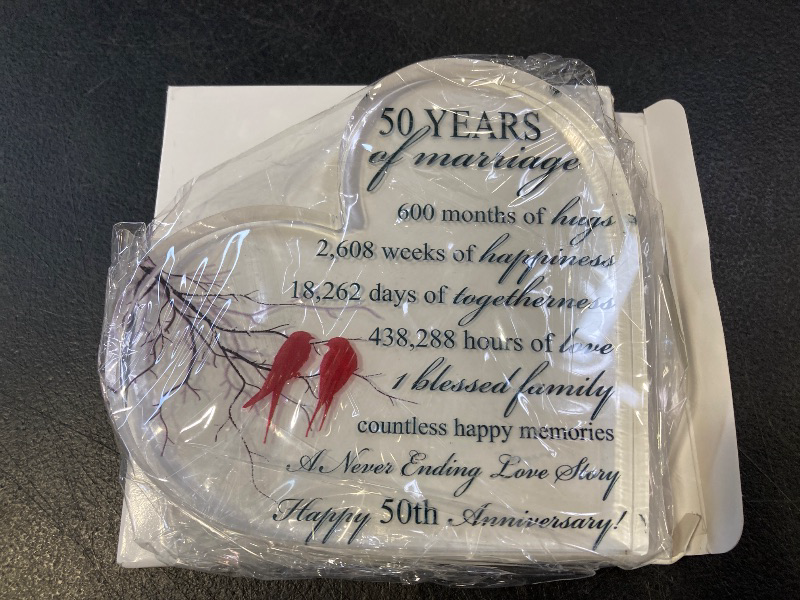 50 YEARS
of marriage
600 months of hugs
2,608 weeks of happiness
18,262 days of togetherness
438,288 hours of love
1 blessed family
countless happy memories
A Never Ending Love Story
Happy 50th Anniversary!